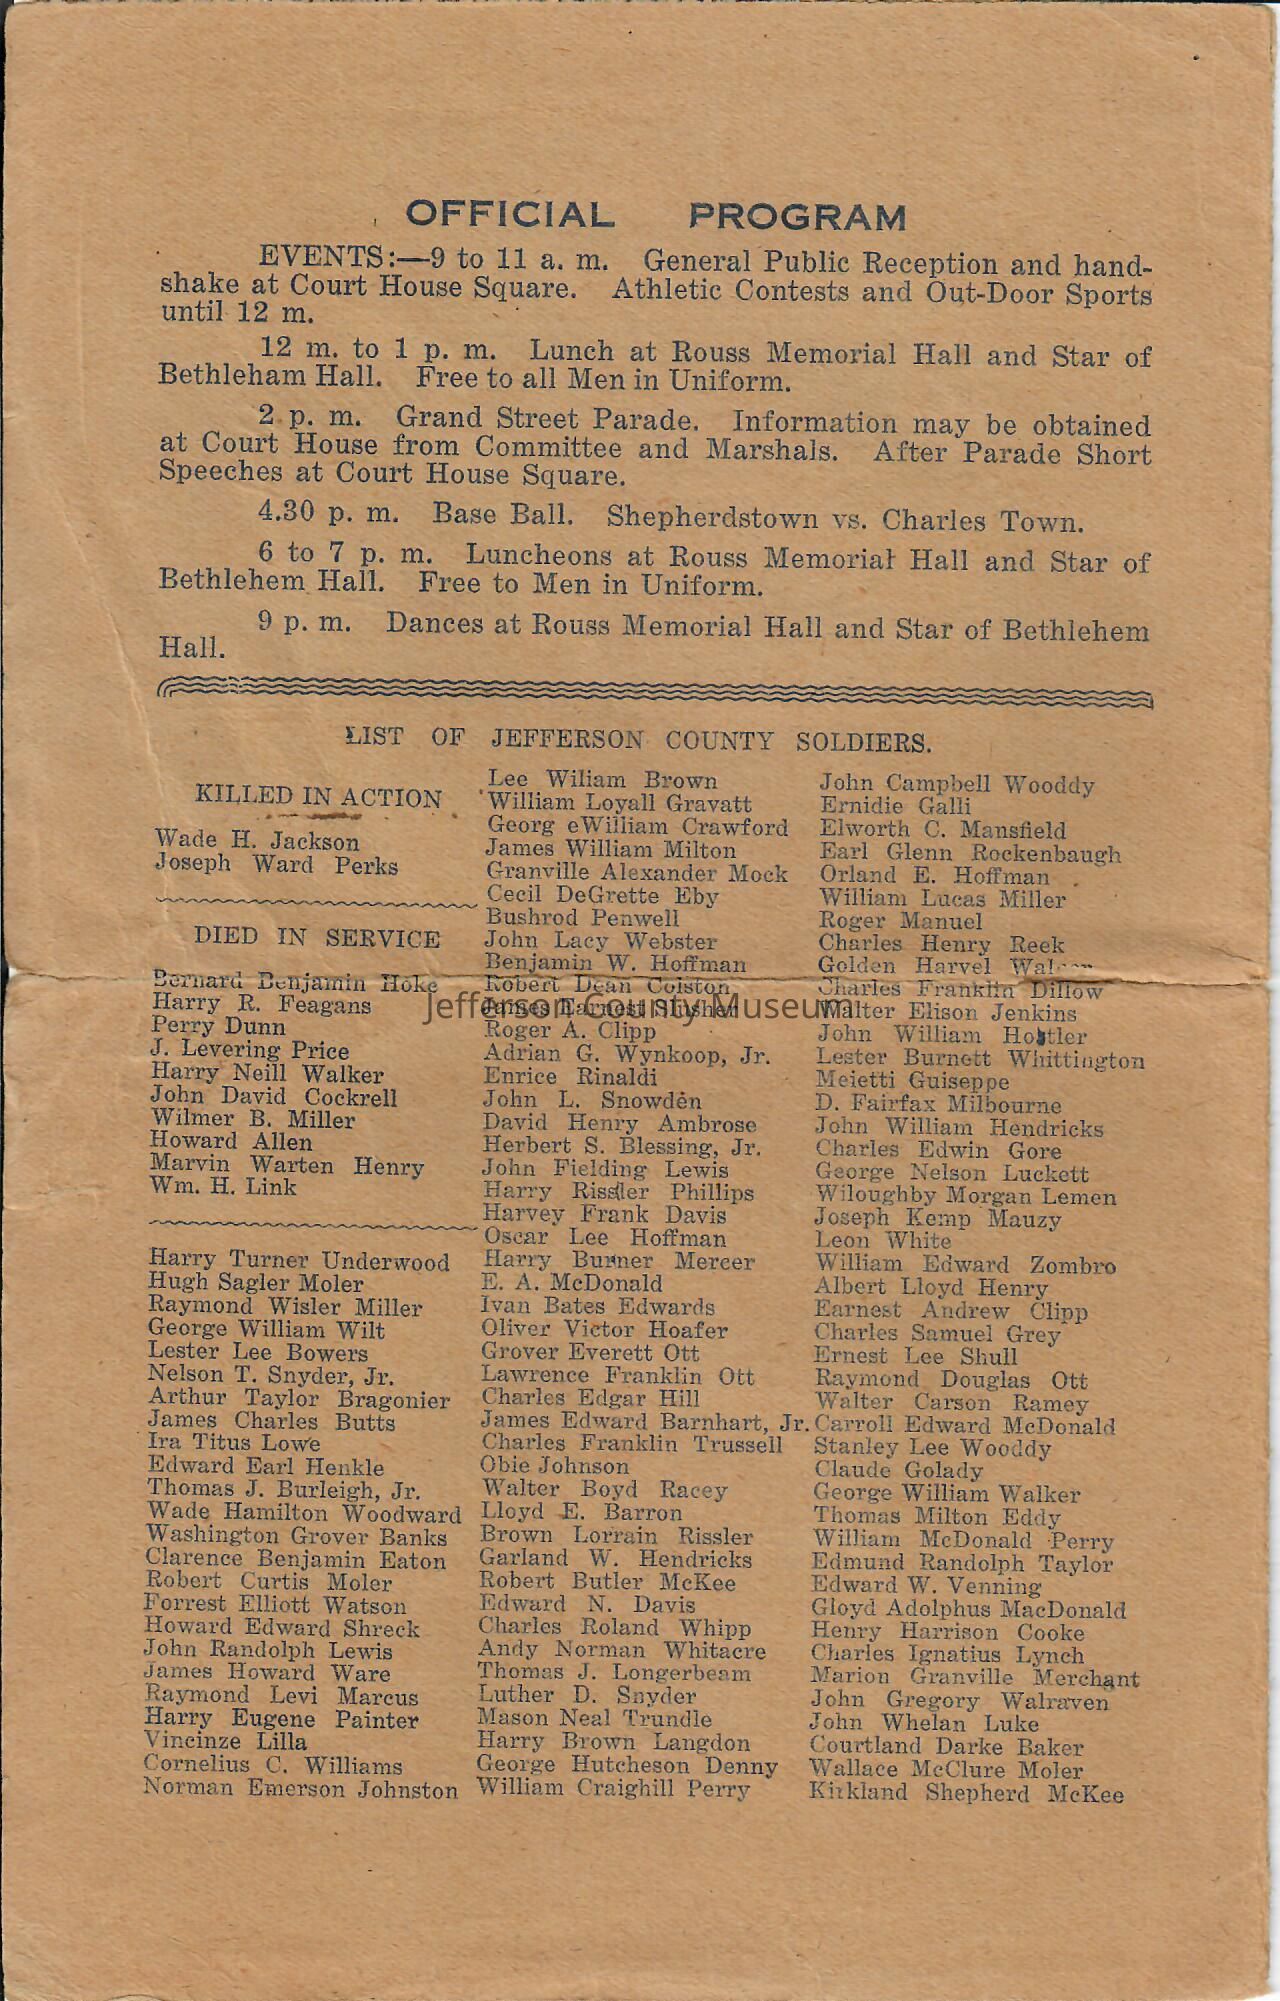 OFFICIAL PROGRAM
EVENTS:—9 to 11 a. m. General Public Reception and hand-
shake at Court House Square. Athletic Contests and Out-Door Sports
until 12 m.
12 m. to 1 p. m. Lunch at Rouss Memorial Hall and Star of
Bethleham Hall. Free to all Men in Uniform.
2 p. m. Grand Street Parade. Information may be obtained
at Court House from Committee and Marshals. After Parade Short
Speeches at Court House Square.
4.30 p. m. Base Ball. Shepherdstown vs. Charles Town.
6 to 7 p. m. Luncheons at Rouss Memorial Hall and Star of
Bethlehem Hall. Free to Men in Uniform.
9 p. m. Dances at Rouss Memorial Hall and Star of Bethlehem
Hall.
LIST OF JEFFERSON COUNTY SOLDIERS.
KILLED IN ACTION
Wade H. Jackson
Joseph Ward Perks
DIED IN SERVICE
Bernard Benjamin Hoke
Harry R. Feagans
Perry Dunn
J. Levering Price
Harry Neill Walker
John David Cockrell
Wilmer B. Miller
Howard Allen
Marvin Warten Henry
Wm. H. Link
Harry Turner Underwood
Hugh Sagler Moler
Raymond Wisler Miller
George William Wilt
Lester Lee Bowers
Nelson T. Snyder, Jr.
Arthur Taylor Bragonier
James Charles Butts
Ira Titus Lowe
Edward Earl Henkle
Thomas J. Burleigh, Jr.
Wade Hamilton Woodward
Washington Grover Banks
Clarence Benjamin Eaton
Robert Curtis Moler
Forrest Elliott Watson
Howard Edward Shreck
John Randolph Lewis
James Howard Ware
Raymond Levi Marcus
Harry Eugene Painter
Vincinze Lilla
Cornelius C. Williams
Norman Emerson Johnston
Lee Wiliam Brown
William Loyall Gravatt
Georg eWilliam Crawford
James William Milton
Granville Alexander Mock
Cecil DeGrette Eby
Bushrod Penwell
John Lacy Webster
Benjamin W. Hoffman
Robert Dean Coiston
James Earnest
Roger A. Clipp
Adrian G. Wynkoop, Jr.
Enrice Rinaldi
John L. Snowden
David Henry Ambrose
Herbert S. Blessing, Jr.
John Fielding Lewis
Harry Rissler Phillips
Harvey Frank Davis
Oscar Lee Hoffman
Harry Burner Mercer
E. A. McDonald
Ivan Bates Edwards
Oliver Victor Hoafer
Grover Everett Ott
Lawrence Franklin Ott
Charles Edgar Hill
James Edward Barnhart, Jr.
Charles Franklin Trussell
Obie Johnson
Walter Boyd Racey
Lloyd E. Barron
Brown Lorrain Rissler
Garland W. Hendricks
Robert Butler McKee
Edward N. Davis
Charles Roland Whipp
Andy Norman Whitacre
Thomas J. Longerbeam
Luther D. Snyder
Mason Neal Trundle
Harry Brown Langdon
George Hutcheson Denny
William Craighill Perry
John Campbell Wooddy
Ernidie Galli
Elworth C. Mansfield
Earl Glenn Rockenbaugh
Orland E. Hoffman
William Lucas Miller
Roger Manuel
Charles Henry Reek
Golden Harvel
Charles Franklin Dillow
Walter Elison Jenkins
John William Hostler
Lester Burnett Whittington
Meietti Guiseppe
D. Fairfax Milbourne
John William Hendricks
Charles Edwin Gore
George Nelson Luckett
Wiloughby Morgan Lemen
Joseph Kemp Mauzy
Leon White
William Edward Zombro
Albert Lloyd Henry
Earnest Andrew Clipp
Charles Samuel Grey
Ernest Lee Shull
Raymond Douglas Ott
Walter Carson Ramey
Carroll Edward McDonald
Stanley Lee Wooddy
Claude Golady
George William Walker
Thomas Milton Eddy
William McDonald Perry
Edmund Randolph Taylor
Edward W. Venning
Gloyd Adolphus MacDonald
Henry Harrison Cooke
Charles Ignatius Lynch
Marion Granville Merchant
John Gregory Walraven
John Whelan Luke
Courtland Darke Baker
Wallace McClure Moler
Kirkland Shepherd McKee
Jefferson County Museum